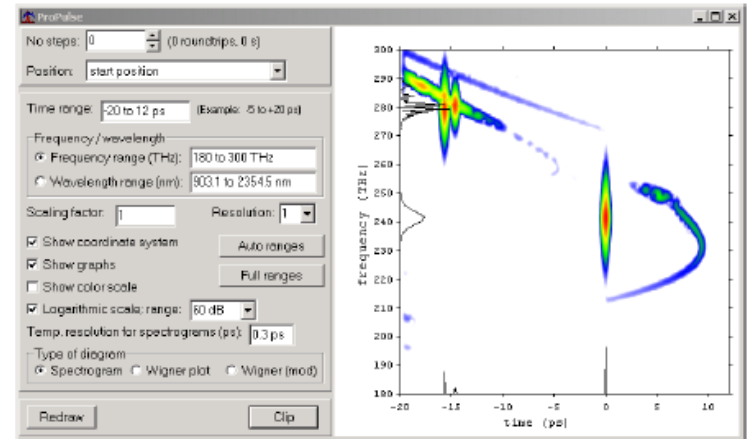 ProPulse
No steps: 0 (0 roundtrips, 0 s)
Position: start position
Time range: -20 to 12 ps (Example: -5 to +20 ps)
Frequency / wavelength
Frequency range (THz): 180 to 300 THz
Wavelength range (nm): 903.1 to 2354.5 nm
Scaling factor: 1 Resolution: 1
Show coordinate system
Auto ranges
Show graphs
Full ranges
Show color scale
Logarithmic scale; range: 60 dB
Temp. resolution for spectrograms (ps): 0.3 ps
Type of diagram
Spectrogram Wigner plot Wigner (mod)
Redraw Clip
300
290
280
270
260
250
240
230
220
210
200
190
180
frequency (THz)
-20 -15 -10 -5 0 5 10
time (ps)